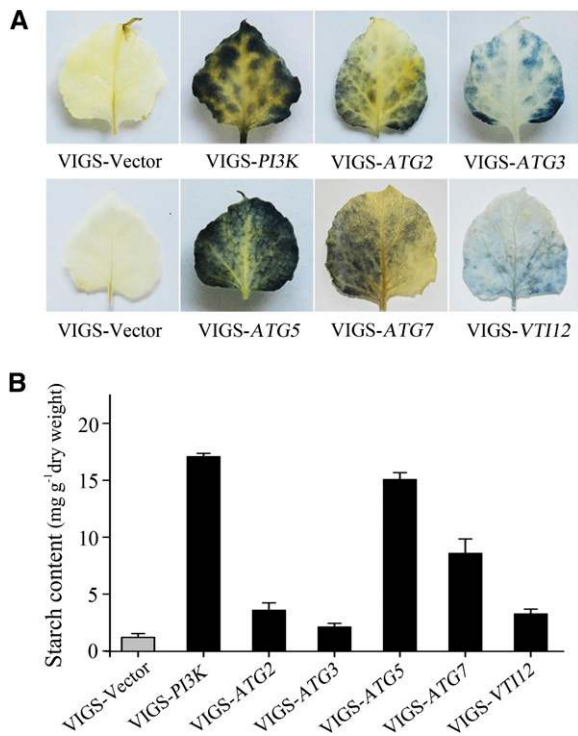 A
VIGS-Vector VIGS-PI3K VIGS-ATG2 VIGS-ATG3
VIGS-Vector VIGS-ATG5 VIGS-ATG7 VIGS-VTI12
B
Starch content (mg g⁻¹dry weight)
20
15
10
5
0
VIGS-Vector
VIGS-PI3K
VIGS-ATG2
VIGS-ATG3
VIGS-ATG5
VIGS-ATG7
VIGS-VTI12